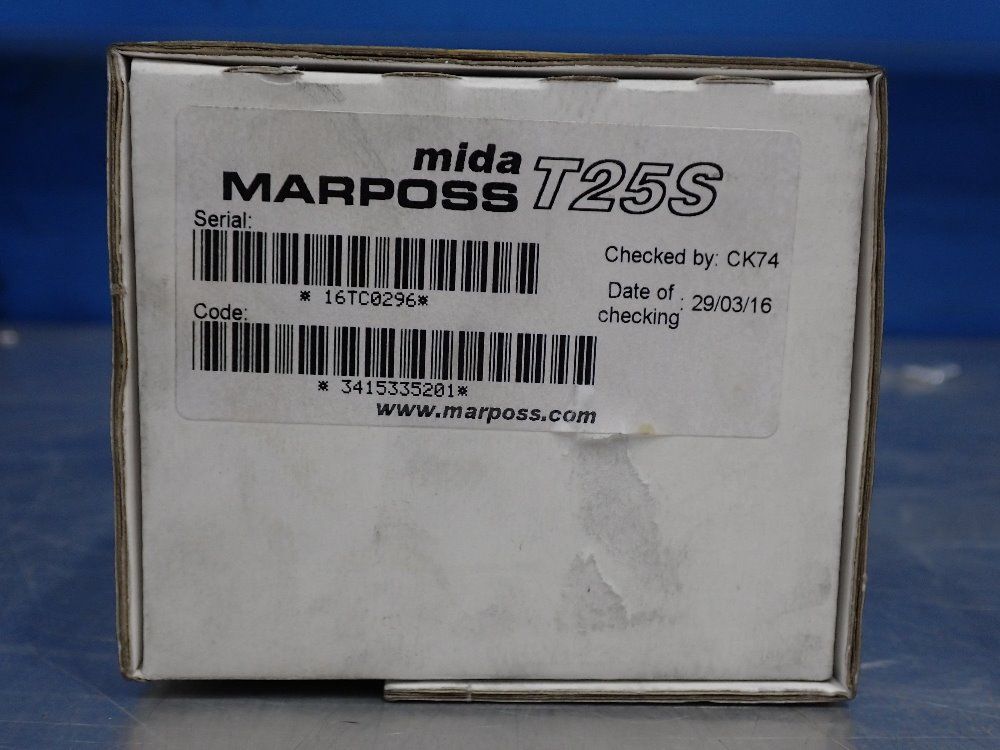 mida
MARPOSS T25S
Serial:
* 16TC0296*
Code:
* 3415335201*
www.marposs.com
Checked by: CK74
Date of checking : 29/03/16